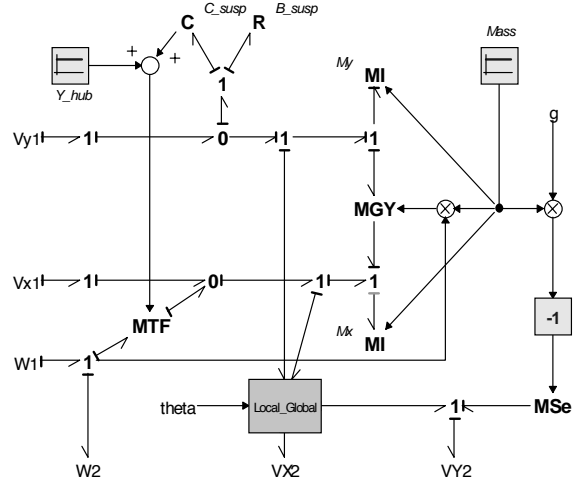 C_susp B_susp
C R Mass
+ My
+ MI
Y_hub 1
g
Vy1 1 0 1 1
MGY
Vx1 1 0 1 1
-1
MTF Mx MI
W1 1
theta Local_Global 1 MSe
W2 VX2 VY2